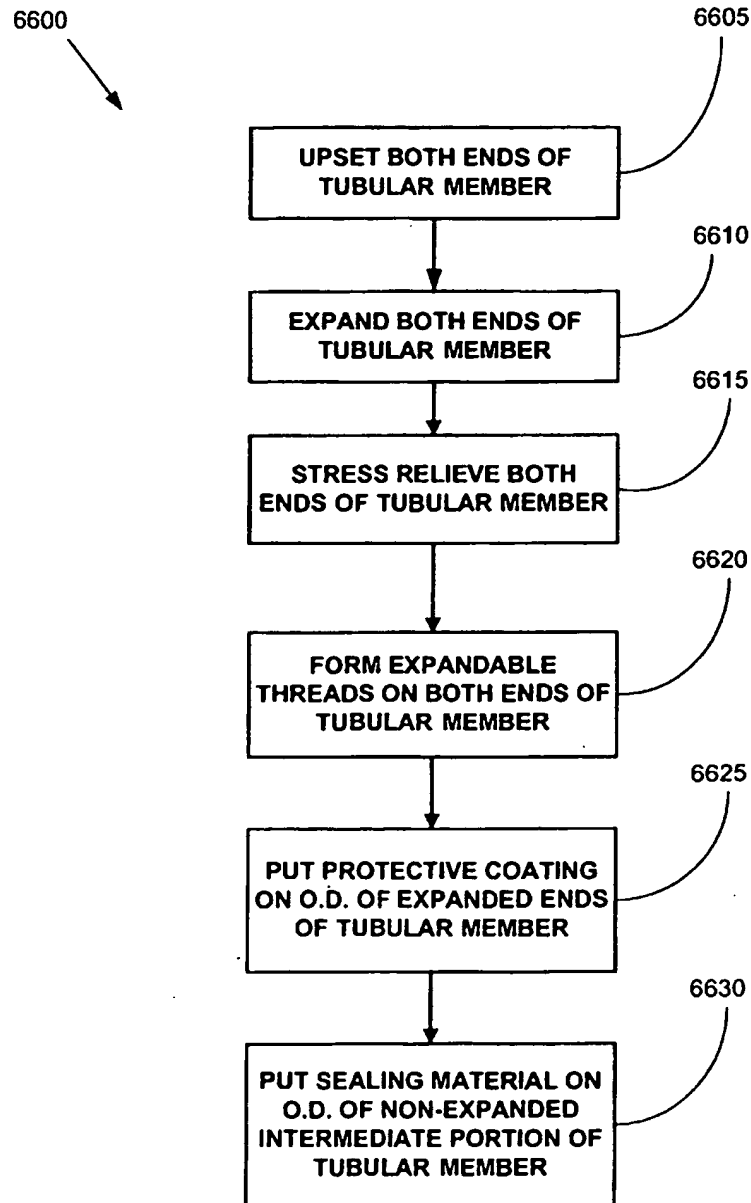 6600
6605
UPSET BOTH ENDS OF
TUBULAR MEMBER
6610
EXPAND BOTH ENDS OF
TUBULAR MEMBER
6615
STRESS RELIEVE BOTH
ENDS OF TUBULAR MEMBER
6620
FORM EXPANDABLE
THREADS ON BOTH ENDS OF
TUBULAR MEMBER
6625
PUT PROTECTIVE COATING
ON O.D. OF EXPANDED ENDS
OF TUBULAR MEMBER
6630
PUT SEALING MATERIAL ON
O.D. OF NON-EXPANDED
INTERMEDIATE PORTION OF
TUBULAR MEMBER